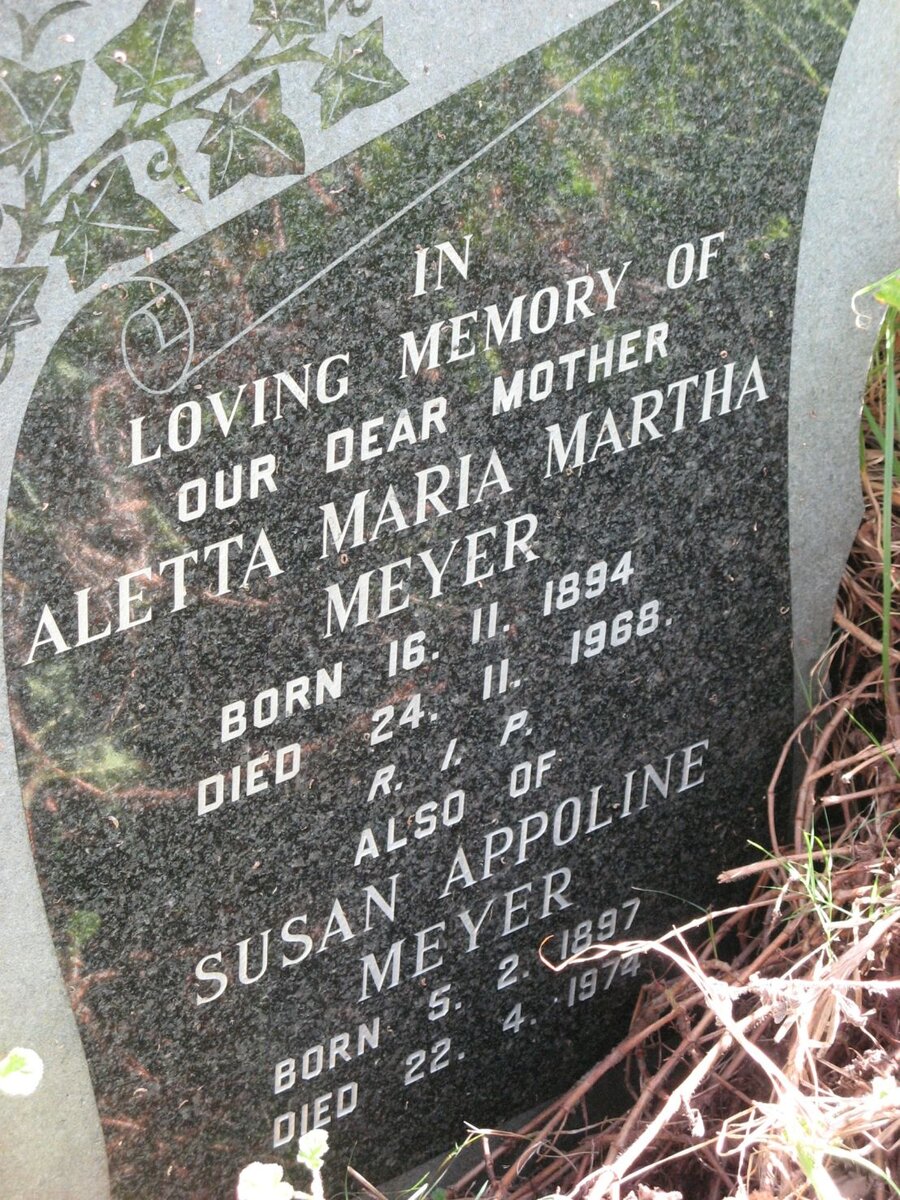 IN
LOVING MEMORY OF
OUR DEAR MOTHER
ALETTA MARIA MARTHA
MEYER
BORN 16. 11. 1894
DIED 24. 11. 1968.
R. I. P.
ALSO OF
SUSAN APPOLINE
MEYER
BORN 5. 2. 1897
DIED 22. 4. 1974